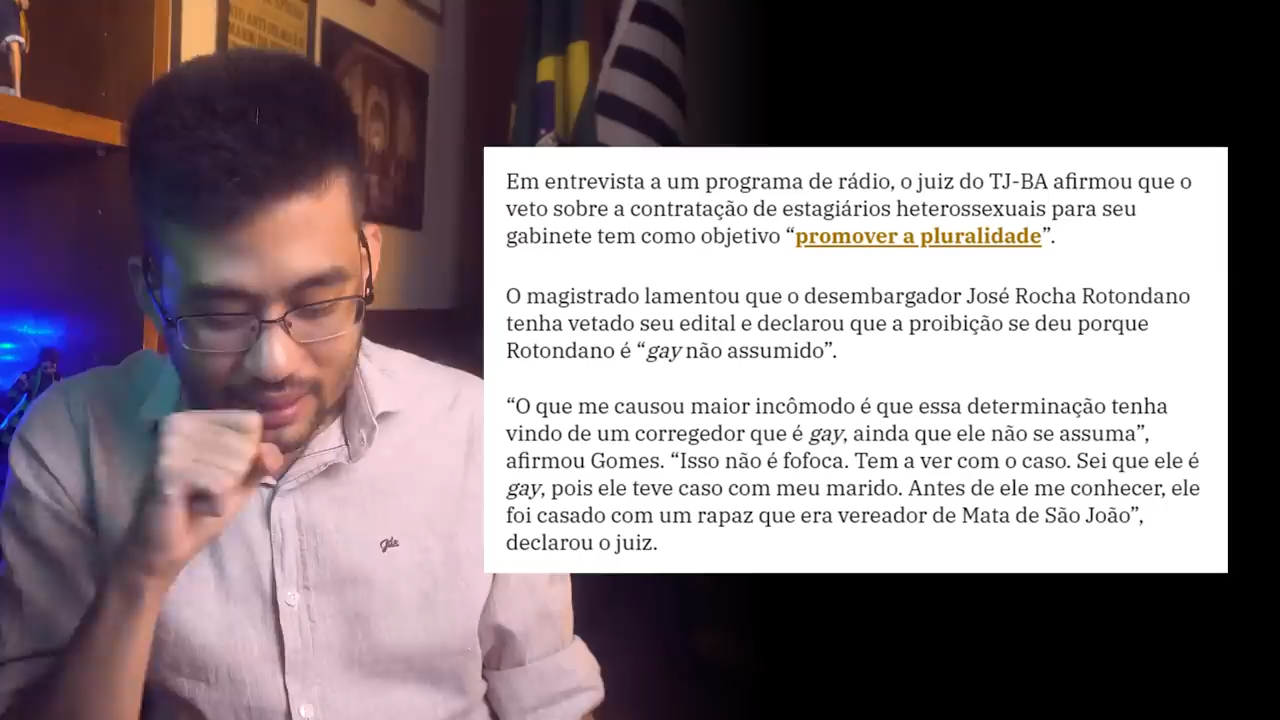 Em entrevista a um programa de rádio, o juiz do TJ-BA afirmou que o
veto sobre a contratação de estagiários heterossexuais para seu
gabinete tem como objetivo “promover a pluralidade”.
O magistrado lamentou que o desembargador José Rocha Rotondano
tenha vetado seu edital e declarou que a proibição se deu porque
Rotondano é “gay não assumido”.
“O que me causou maior incômodo é que essa determinação tenha
vindo de um corregedor que é gay, ainda que ele não se assuma”,
afirmou Gomes. “Isso não é fofoca. Tem a ver com o caso. Sei que ele é
gay, pois ele teve caso com meu marido. Antes de ele me conhecer, ele
foi casado com um rapaz que era vereador de Mata de São João”,
declarou o juiz.